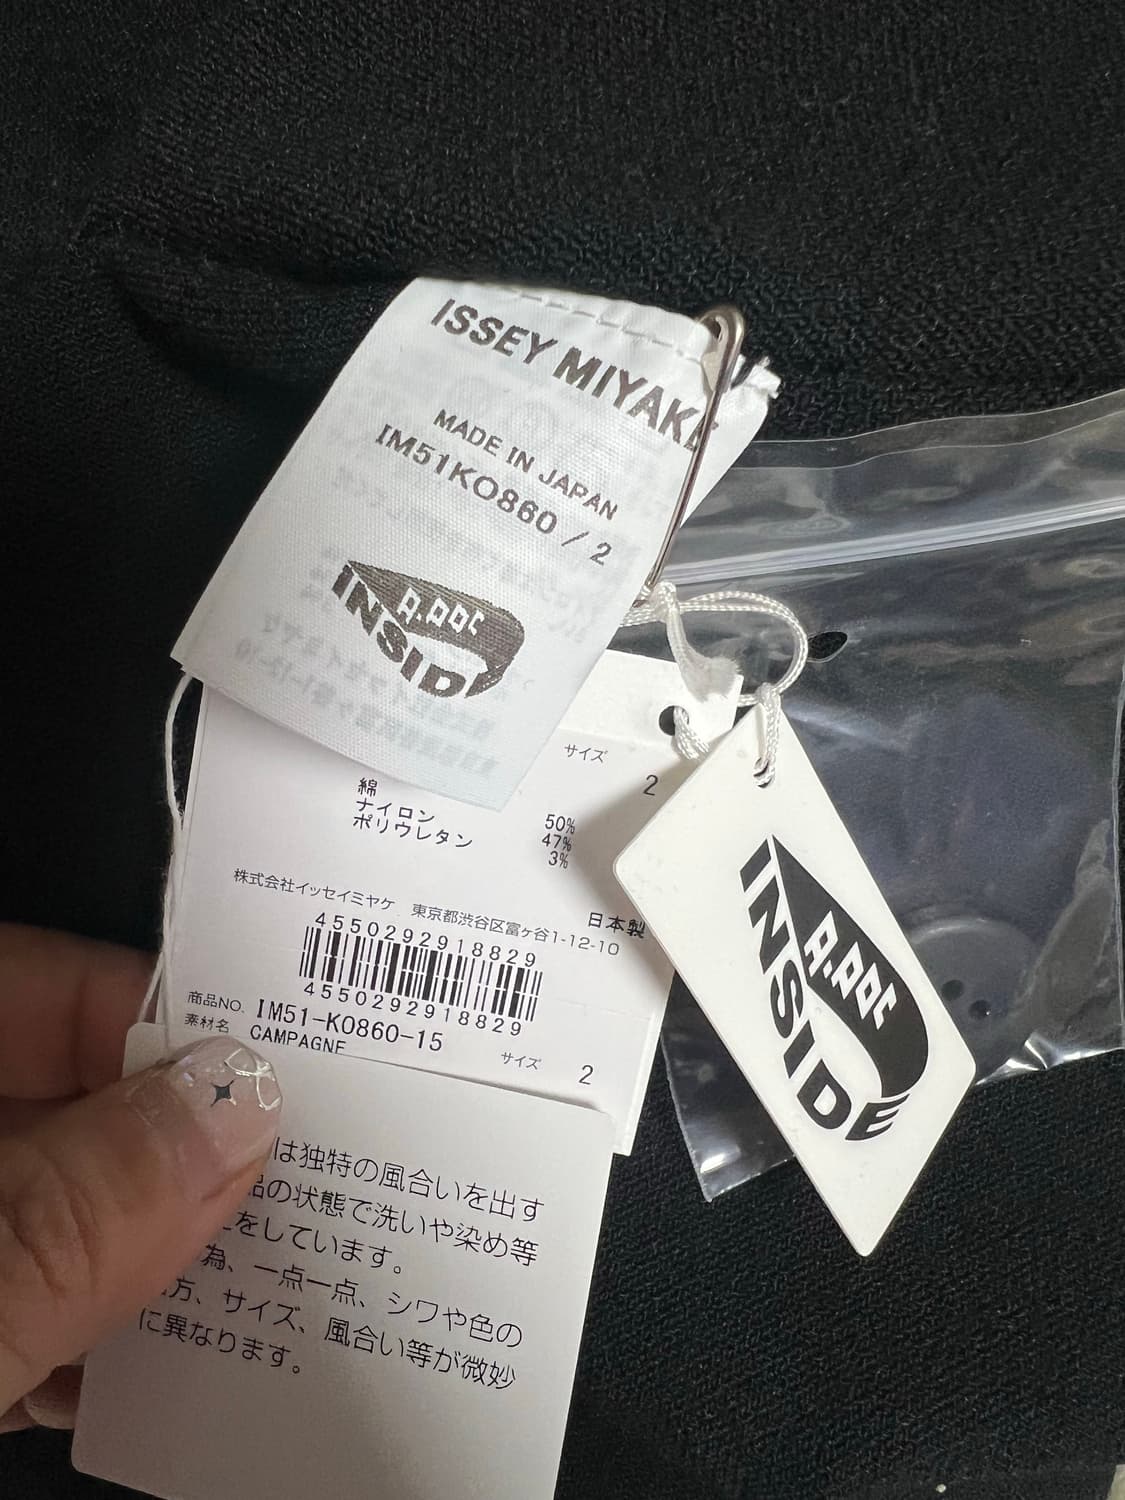 ISSEY MIYAKE
MADE IN JAPAN
IM51KO860 / 2
A.POC
INSID
サイズ
2
綿 50%
ナイロン 47%
ポリウレタン 3%
日本製
株式会社イッセイミヤケ 東京都渋谷区富ヶ谷1-12-10
4550292918829
4550292918829
商品NO. IM51-K0860-15
素材名 CAMPAGNE
サイズ 2
A.POC
INSIDE
は独特の風合いを出す
の状態で洗いや染め等
をしています。
為、一点一点、シワや色の
方、サイズ、風合い等が微妙
に異なります。